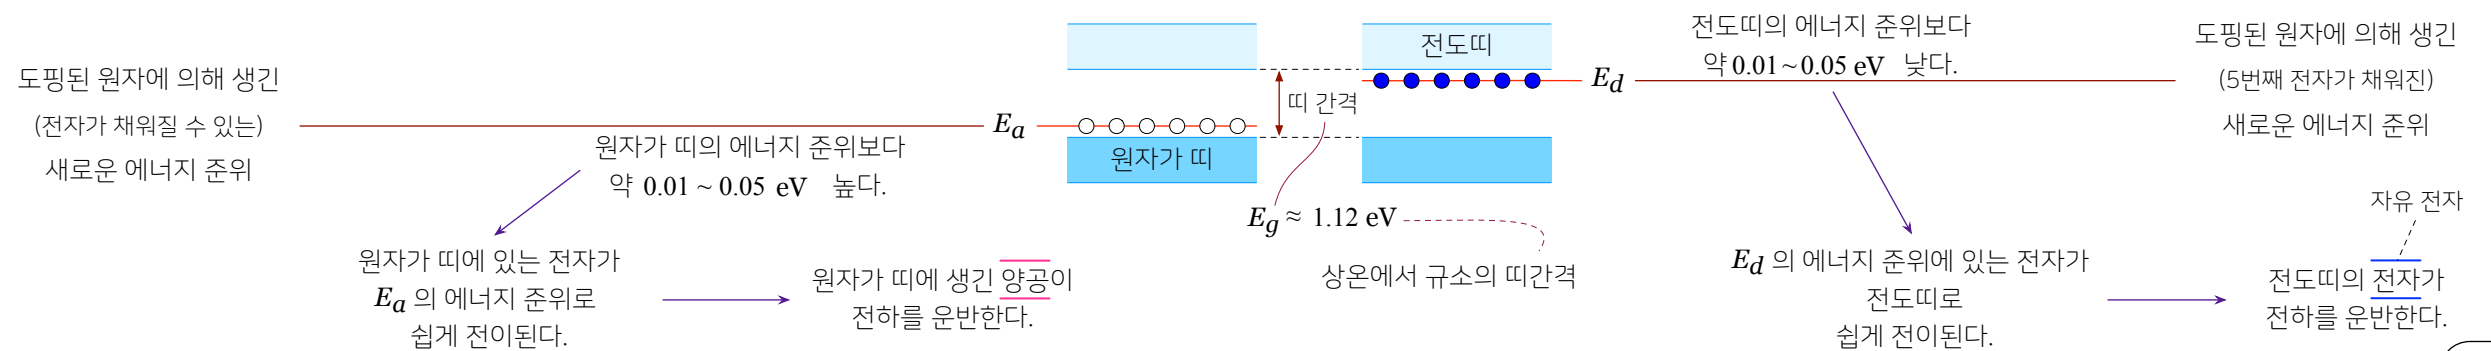 도핑된 원자에 의해 생긴
(전자가 채워질 수 있는)
새로운 에너지 준위
원자가 띠의 에너지 준위보다
약 0.01 ~ 0.05 eV 높다.
원자가 띠에 있는 전자가
Ea 의 에너지 준위로
쉽게 전이된다.
원자가 띠에 생긴 양공이
전하를 운반한다.
Ea
원자가 띠
띠 간격
Eg ≈ 1.12 eV
상온에서 규소의 띠간격
전도띠
Ed
전도띠의 에너지 준위보다
약 0.01 ~ 0.05 eV 낮다.
도핑된 원자에 의해 생긴
(5번째 전자가 채워진)
새로운 에너지 준위
Ed 의 에너지 준위에 있는 전자가
전도띠로
쉽게 전이된다.
자유 전자
전도띠의 전자가
전하를 운반한다.